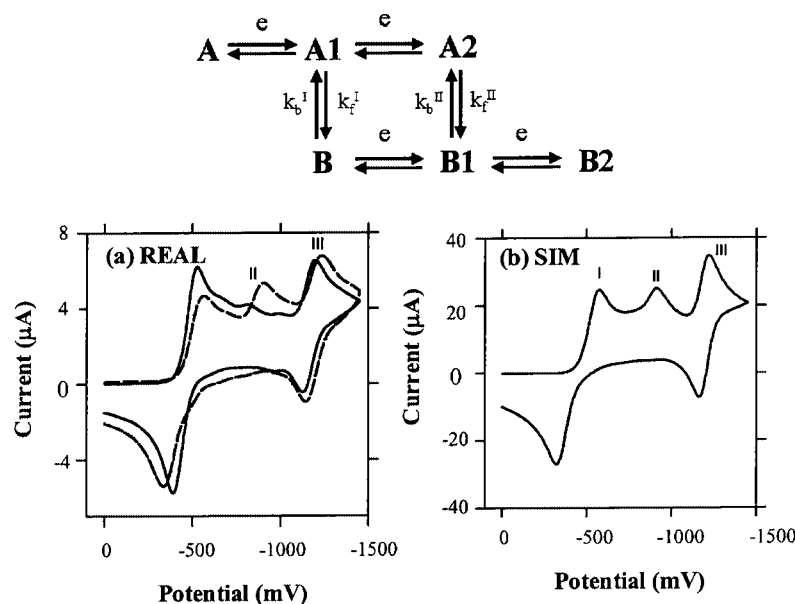 e e
A A1 A2
k_b^I k_f^I k_b^II k_f^II
e e
B B1 B2
(a) REAL
II
III
8
4
0
-4
Current (μA)
0 -500 -1000 -1500
Potential (mV)
(b) SIM
I
II
III
40
20
0
-20
-40
Current (μA)
0 -500 -1000 -1500
Potential (mV)